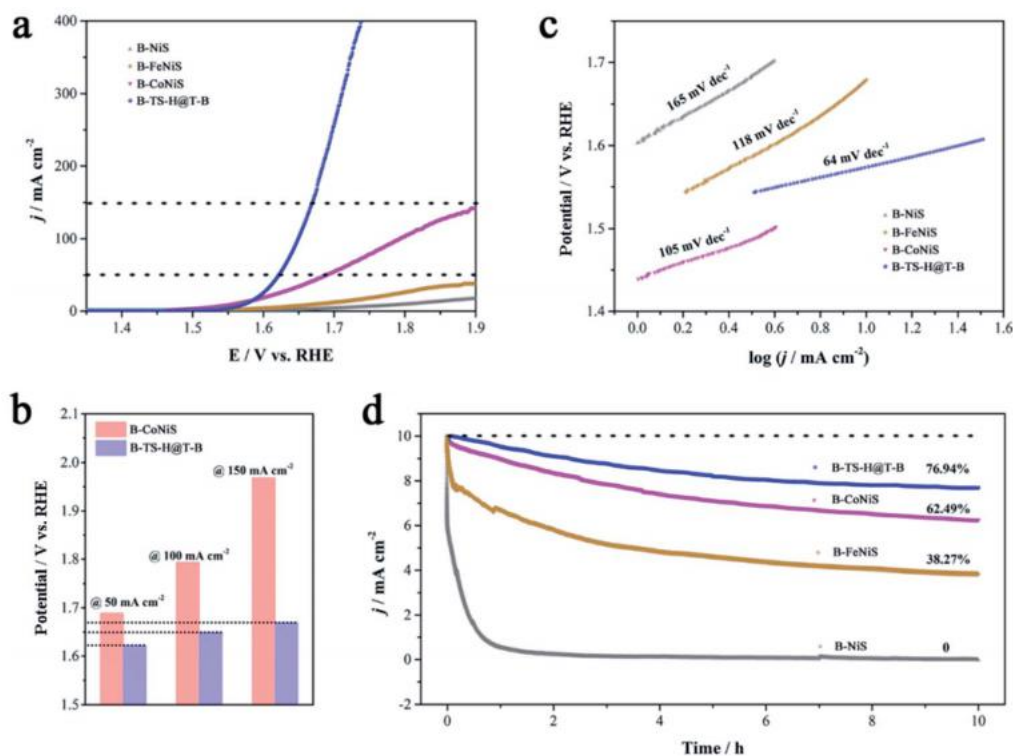 a
400
300
200
100
0
j / mA cm⁻²
B-NiS
B-FeNiS
B-CoNiS
B-TS-H@T-B
1.4 1.5 1.6 1.7 1.8 1.9
E / V vs. RHE
c
1.7
1.6
1.5
1.4
Potential / V vs. RHE
165 mV dec⁻¹
118 mV dec⁻¹
64 mV dec⁻¹
105 mV dec⁻¹
B-NiS
B-FeNiS
B-CoNiS
B-TS-H@T-B
0.0 0.2 0.4 0.6 0.8 1.0 1.2 1.4 1.6
log (j / mA cm⁻²)
b
2.1
2.0
1.9
1.8
1.7
1.6
1.5
Potential / V vs. RHE
B-CoNiS
B-TS-H@T-B
@ 150 mA cm⁻²
@ 100 mA cm⁻²
@ 50 mA cm⁻²
d
12
10
8
6
4
2
0
-2
j / mA cm⁻²
B-TS-H@T-B 76.94%
B-CoNiS 62.49%
B-FeNiS 38.27%
B-NiS 0
0 2 4 6 8 10
Time / h